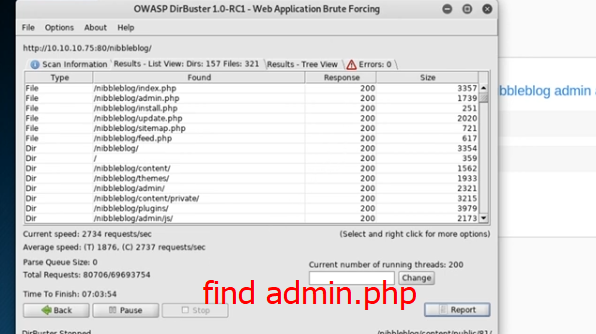 OWASP DirBuster 1.0-RC1 - Web Application Brute Forcing
File Options About Help
http://10.10.10.75:80/nibbleblog/
Scan Information Results - List View: Dirs: 157 Files: 321 Results - Tree View Errors: 0
Type Found Response Size
File /nibbleblog/index.php 200 3357
File /nibbleblog/admin.php 200 1739
File /nibbleblog/install.php 200 251
File /nibbleblog/update.php 200 2020
File /nibbleblog/sitemap.php 200 721
File /nibbleblog/feed.php 200 617
Dir /nibbleblog/ 200 3354
Dir / 200 359
Dir /nibbleblog/content/ 200 1562
Dir /nibbleblog/themes/ 200 1933
Dir /nibbleblog/admin/ 200 2321
Dir /nibbleblog/content/private/ 200 3215
Dir /nibbleblog/plugins/ 200 3979
Dir /nibbleblog/admin/js/ 200 2173
bbleblog admin
Current speed: 2734 requests/sec (Select and right click for more options)
Average speed: (T) 1876, (C) 2737 requests/sec
Parse Queue Size: 0 Current number of running threads: 200
Total Requests: 80706/69693754 Change
Time To Finish: 07:03:54
find admin.php
Back Pause Stop Report
DirBuster Stopped /nibbleblog/content/public/81/